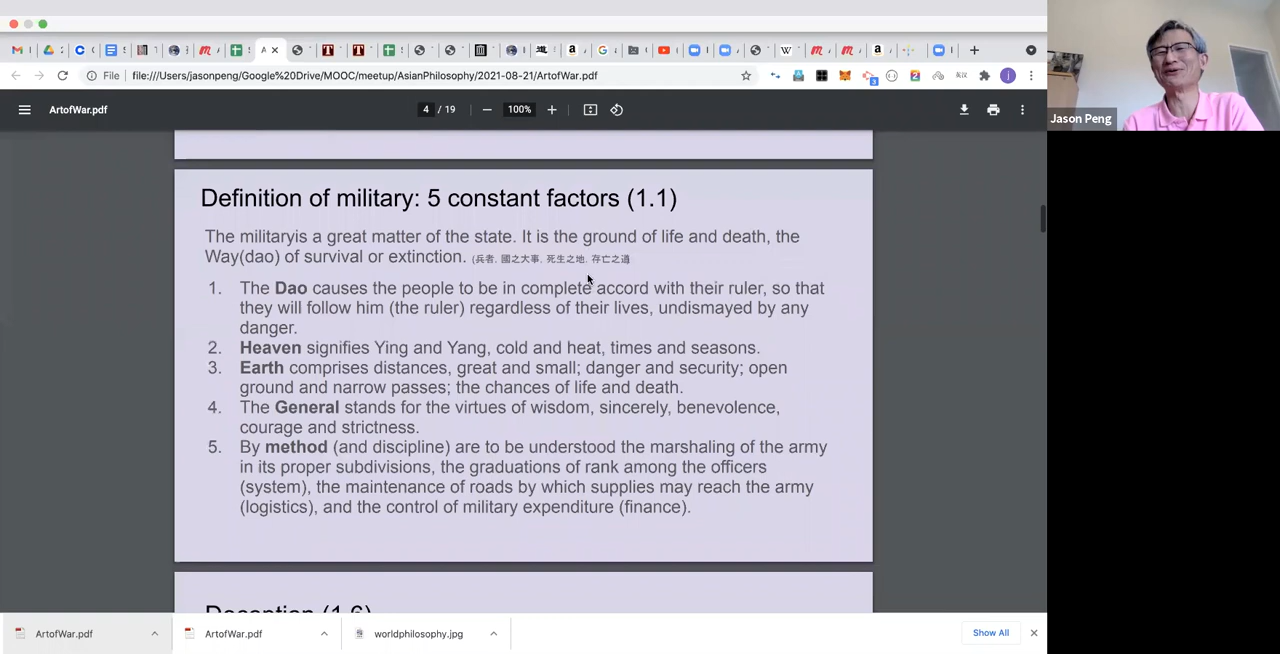 File
file:///Users/jasonpeng/Google%20Drive/MOOC/meetup/AsianPhilosophy/2021-08-21/ArtofWar.pdf
ArtofWar.pdf
4 / 19
100%
Jason Peng
Definition of military: 5 constant factors (1.1)
The militaryis a great matter of the state. It is the ground of life and death, the
Way(dao) of survival or extinction. (兵者, 國之大事, 死生之地, 存亡之道
1. The Dao causes the people to be in complete accord with their ruler, so that
they will follow him (the ruler) regardless of their lives, undismayed by any
danger.
2. Heaven signifies Ying and Yang, cold and heat, times and seasons.
3. Earth comprises distances, great and small; danger and security; open
ground and narrow passes; the chances of life and death.
4. The General stands for the virtues of wisdom, sincerely, benevolence,
courage and strictness.
5. By method (and discipline) are to be understood the marshaling of the army
in its proper subdivisions, the graduations of rank among the officers
(system), the maintenance of roads by which supplies may reach the army
(logistics), and the control of military expenditure (finance).
Deception (1.6)
ArtofWar.pdf
ArtofWar.pdf
worldphilosophy.jpg
Show All